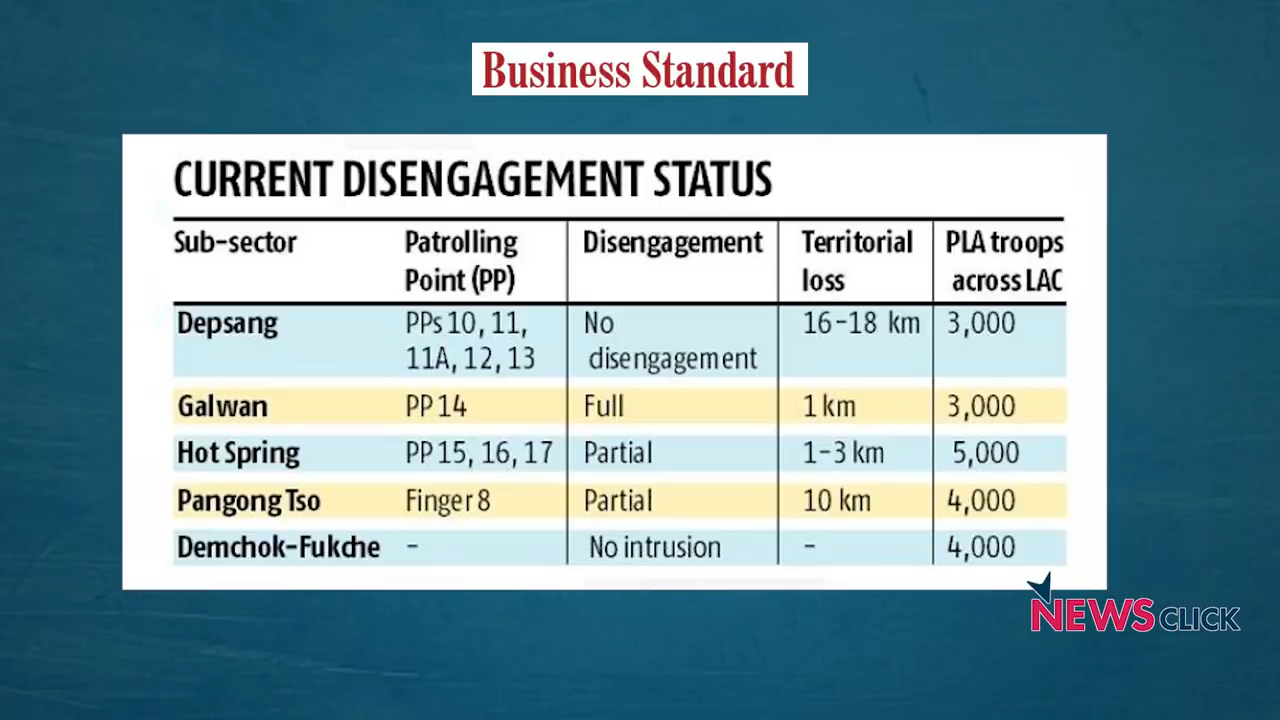 Business Standard
CURRENT DISENGAGEMENT STATUS
Sub-sector Patrolling Point (PP) Disengagement Territorial loss PLA troops across LAC
Depsang PPs 10, 11, 11A, 12, 13 No disengagement 16-18 km 3,000
Galwan PP 14 Full 1 km 3,000
Hot Spring PP 15, 16, 17 Partial 1-3 km 5,000
Pangong Tso Finger 8 Partial 10 km 4,000
Demchok-Fukche - No intrusion - 4,000
NEWSCLICK